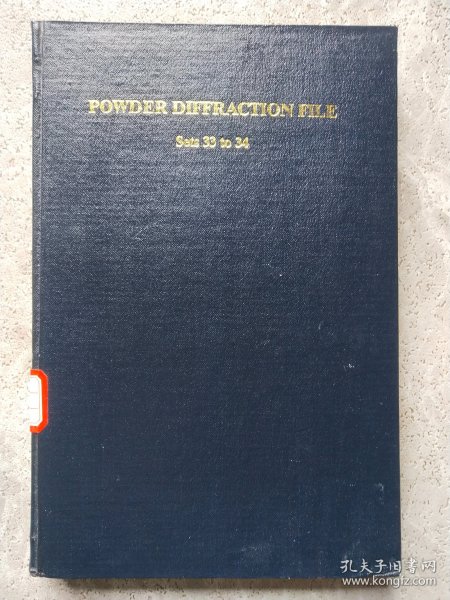 POWDER DIFFRACTION FILE
Sets 33 to 34
孔夫子旧书网
www.kongfz.com